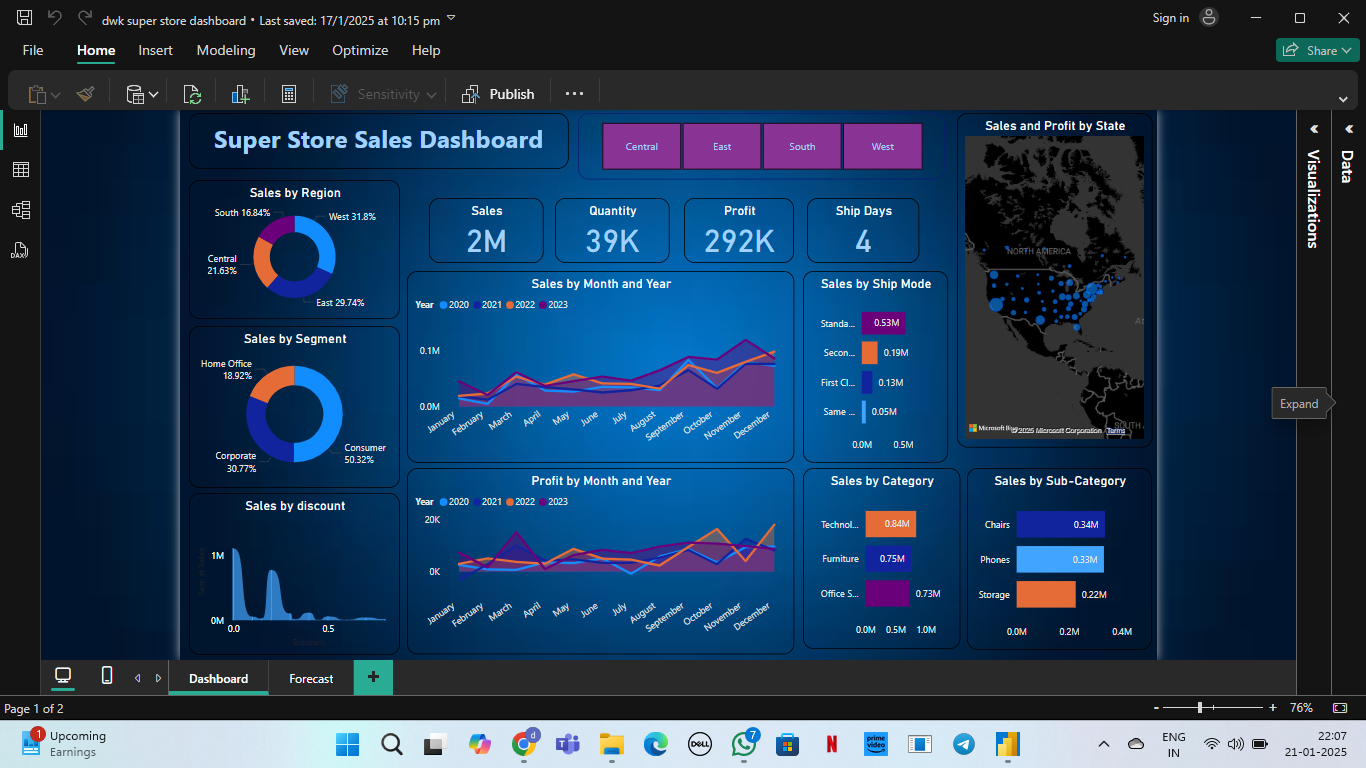 dwk super store dashboard • Last saved: 17/1/2025 at 10:15 pm
Sign in
File Home Insert Modeling View Optimize Help
Share
Sensitivity
Publish
Super Store Sales Dashboard
Central East South West
Sales by Region
South 16.84%
West 31.8%
Central
21.63%
East 29.74%
Sales
2M
Quantity
39K
Profit
292K
Ship Days
4
Sales and Profit by State
NORTH AMERICA
Microsoft Bing
© 2025 Microsoft Corporation Terms
Sales by Segment
Home Office
18.92%
Corporate
30.77%
Consumer
50.32%
Sales by Month and Year
Year 2020 2021 2022 2023
0.1M
0.0M
January February March April May June July August September October November December
Sales by Ship Mode
Standa... 0.53M
Secon... 0.19M
First Cl... 0.13M
Same ... 0.05M
0.0M 0.5M
Sales by discount
1M
0M
0.0 0.5
Profit by Month and Year
Year 2020 2021 2022 2023
20K
0K
January February March April May June July August September October November December
Sales by Category
Technol... 0.84M
Furniture 0.75M
Office S... 0.73M
0.0M 0.5M 1.0M
Sales by Sub-Category
Chairs 0.34M
Phones 0.33M
Storage 0.22M
0.0M 0.2M 0.4M
Visualizations
Data
Expand
Dashboard Forecast
Page 1 of 2
- + 76%
1
Upcoming
Earnings
d
DELL
7
N
prime
video
ENG
IN
22:07
21-01-2025